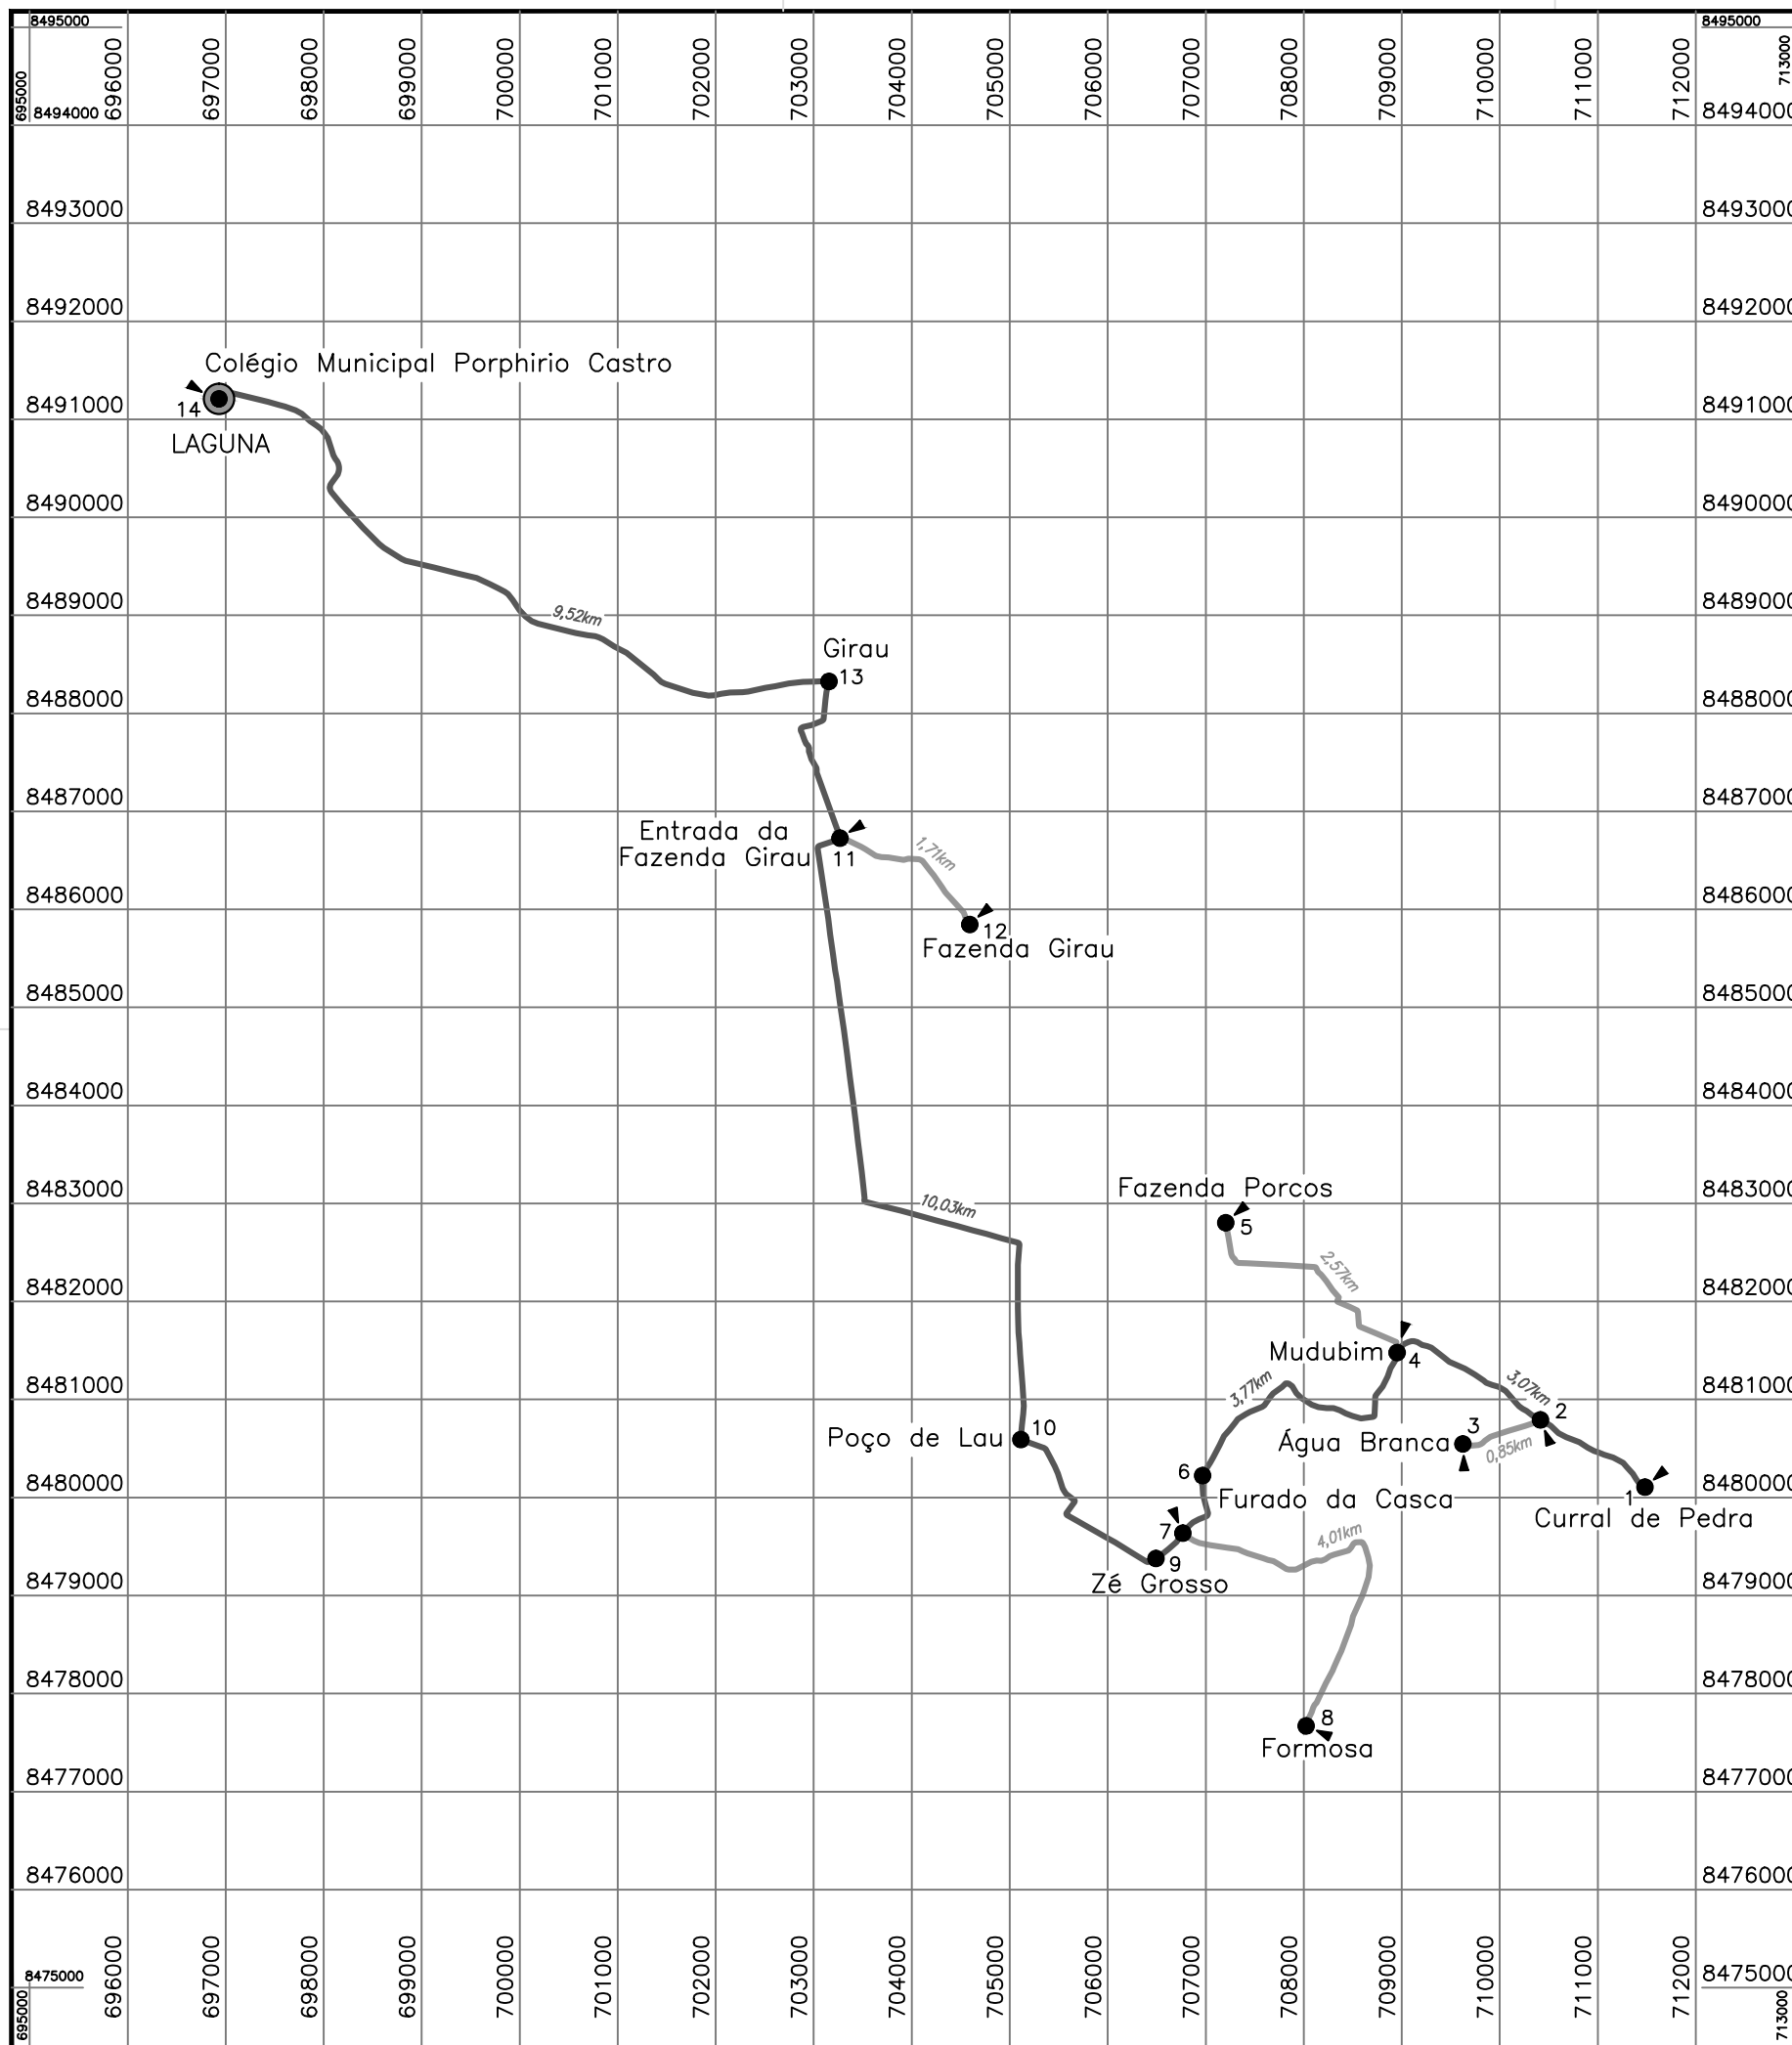 8495000 8495000
695000 696000 697000 698000 699000 700000 701000 702000 703000 704000 705000 706000 707000 708000 709000 710000 711000 712000 713000
8494000 8494000
8493000 8493000
8492000 8492000
Colégio Municipal Porphirio Castro
14
8491000 8491000
LAGUNA
8490000 8490000
8489000 8489000
9,52km
Girau
13
8488000 8488000
8487000 8487000
Entrada da
Fazenda Girau 11
1,71km
8486000 8486000
12
Fazenda Girau
8485000 8485000
8484000 8484000
Fazenda Porcos
8483000 8483000
10,03km
5
2,57km
8482000 8482000
Mudubim 4
8481000 8481000
3,77km
3,07km
2
3
10
Poço de Lau
Água Branca
0,85km
6
8480000 8480000
1
Furado da Casca
Curral de Pedra
7
4,01km
9
Zé Grosso
8479000 8479000
8478000 8478000
8
Formosa
8477000 8477000
8476000 8476000
8475000 8475000
695000 696000 697000 698000 699000 700000 701000 702000 703000 704000 705000 706000 707000 708000 709000 710000 711000 712000 713000